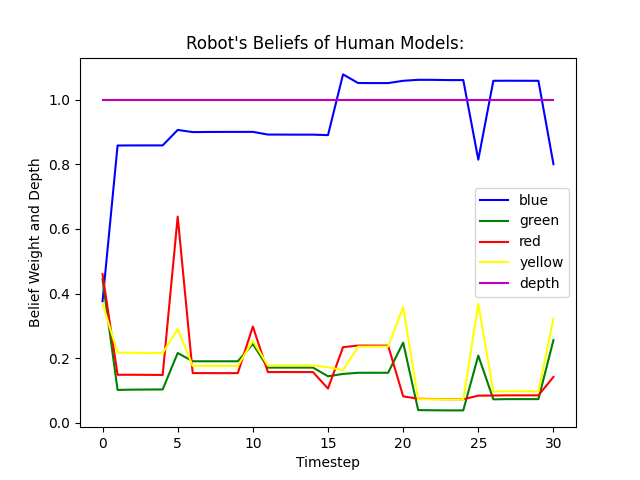 Robot's Beliefs of Human Models:
Belief Weight and Depth
1.0
0.8
0.6
0.4
0.2
0.0
blue
green
red
yellow
depth
0 5 10 15 20 25 30
Timestep